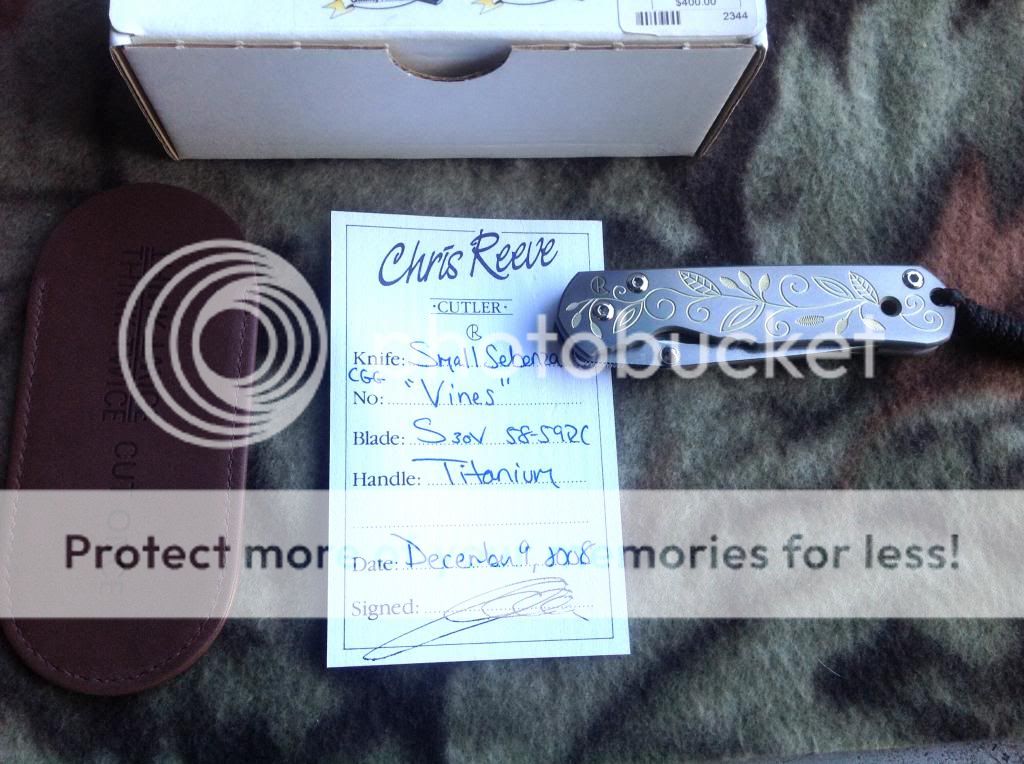 $400.00
2344
Chris Reeve
·CUTLER·
R
Knife: Small Sebenza
CGG
No: "Vines"
Blade: S30V 58-59RC
Handle: Titanium
Date: December 9, 2008
Signed:
R
photobucket
Protect more of your memories for less!